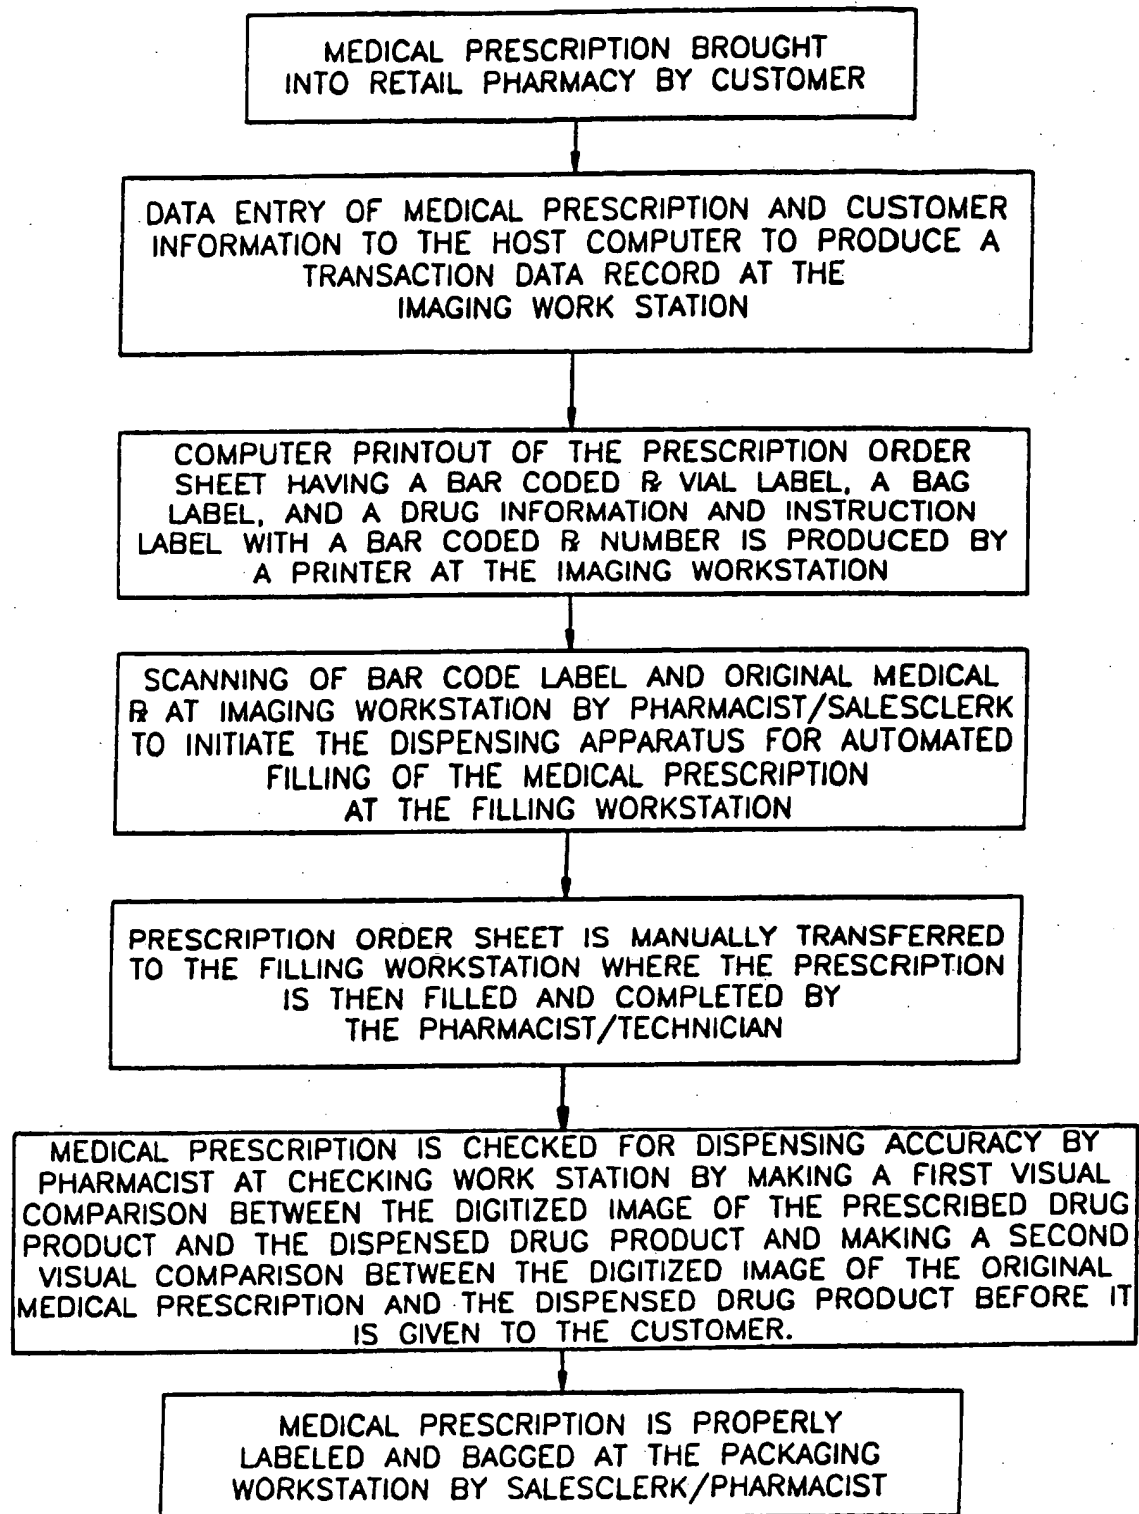 MEDICAL PRESCRIPTION BROUGHT
INTO RETAIL PHARMACY BY CUSTOMER
DATA ENTRY OF MEDICAL PRESCRIPTION AND CUSTOMER
INFORMATION TO THE HOST COMPUTER TO PRODUCE A
TRANSACTION DATA RECORD AT THE
IMAGING WORK STATION
COMPUTER PRINTOUT OF THE PRESCRIPTION ORDER
SHEET HAVING A BAR CODED ℞ VIAL LABEL, A BAG
LABEL, AND A DRUG INFORMATION AND INSTRUCTION
LABEL WITH A BAR CODED ℞ NUMBER IS PRODUCED BY
A PRINTER AT THE IMAGING WORKSTATION
SCANNING OF BAR CODE LABEL AND ORIGINAL MEDICAL
℞ AT IMAGING WORKSTATION BY PHARMACIST/SALESCLERK
TO INITIATE THE DISPENSING APPARATUS FOR AUTOMATED
FILLING OF THE MEDICAL PRESCRIPTION
AT THE FILLING WORKSTATION
PRESCRIPTION ORDER SHEET IS MANUALLY TRANSFERRED
TO THE FILLING WORKSTATION WHERE THE PRESCRIPTION
IS THEN FILLED AND COMPLETED BY
THE PHARMACIST/TECHNICIAN
MEDICAL PRESCRIPTION IS CHECKED FOR DISPENSING ACCURACY BY
PHARMACIST AT CHECKING WORK STATION BY MAKING A FIRST VISUAL
COMPARISON BETWEEN THE DIGITIZED IMAGE OF THE PRESCRIBED DRUG
PRODUCT AND THE DISPENSED DRUG PRODUCT AND MAKING A SECOND
VISUAL COMPARISON BETWEEN THE DIGITIZED IMAGE OF THE ORIGINAL
MEDICAL PRESCRIPTION AND THE DISPENSED DRUG PRODUCT BEFORE IT
IS GIVEN TO THE CUSTOMER.
MEDICAL PRESCRIPTION IS PROPERLY
LABELED AND BAGGED AT THE PACKAGING
WORKSTATION BY SALESCLERK/PHARMACIST